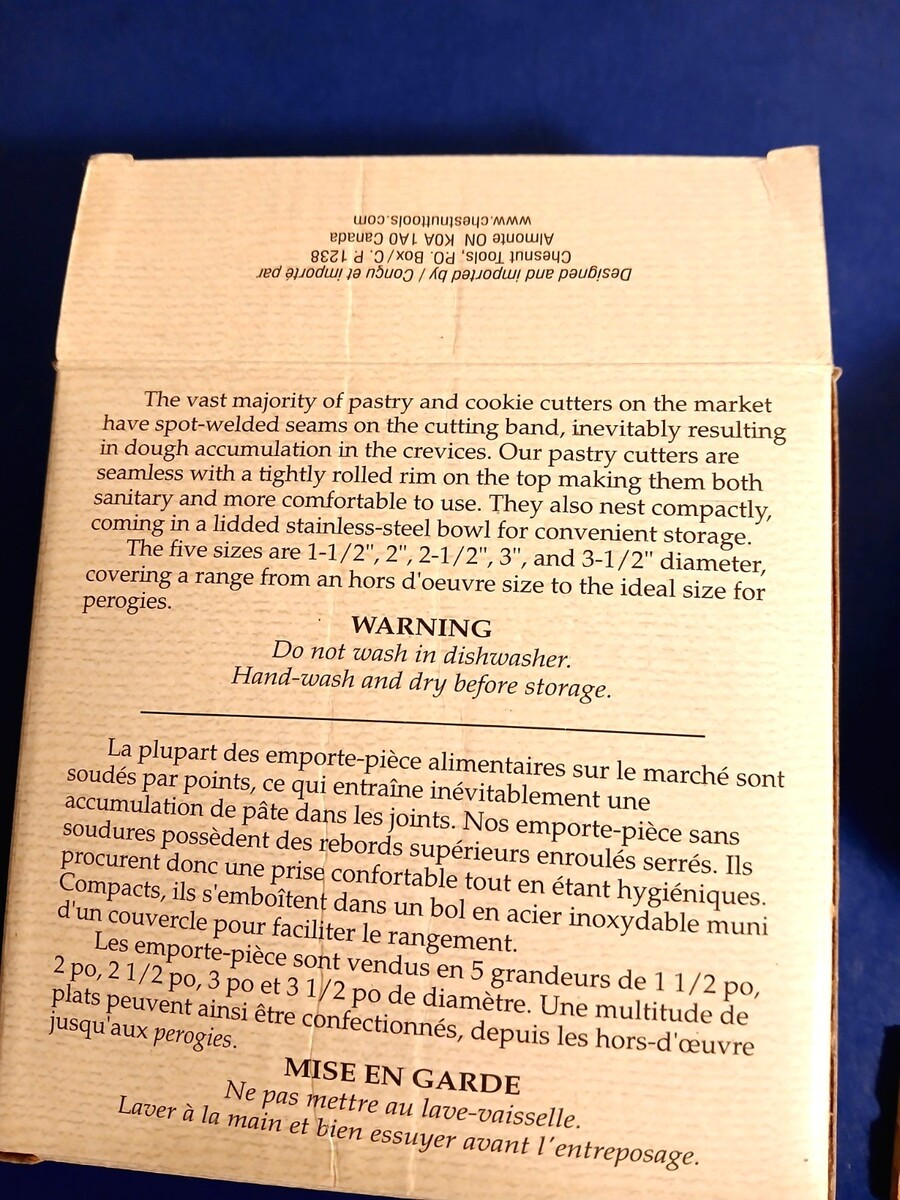 Designed and imported by / Conçu et importé par
Chesnut Tools, P.O. Box/C. P. 1238
Almonte ON K0A 1A0 Canada
www.chestnuttools.com
The vast majority of pastry and cookie cutters on the market
have spot-welded seams on the cutting band, inevitably resulting
in dough accumulation in the crevices. Our pastry cutters are
seamless with a tightly rolled rim on the top making them both
sanitary and more comfortable to use. They also nest compactly,
coming in a lidded stainless-steel bowl for convenient storage.
The five sizes are 1-1/2", 2", 2-1/2", 3", and 3-1/2" diameter,
covering a range from an hors d'oeuvre size to the ideal size for
perogies.
WARNING
Do not wash in dishwasher.
Hand-wash and dry before storage.
La plupart des emporte-pièce alimentaires sur le marché sont
soudés par points, ce qui entraîne inévitablement une
accumulation de pâte dans les joints. Nos emporte-pièce sans
soudures possèdent des rebords supérieurs enroulés serrés. Ils
procurent donc une prise confortable tout en étant hygiéniques.
Compacts, ils s'emboîtent dans un bol en acier inoxydable muni
d'un couvercle pour faciliter le rangement.
Les emporte-pièce sont vendus en 5 grandeurs de 1 1/2 po,
2 po, 2 1/2 po, 3 po et 3 1/2 po de diamètre. Une multitude de
plats peuvent ainsi être confectionnés, depuis les hors-d'œuvre
jusqu'aux perogies.
MISE EN GARDE
Ne pas mettre au lave-vaisselle.
Laver à la main et bien essuyer avant l'entreposage.